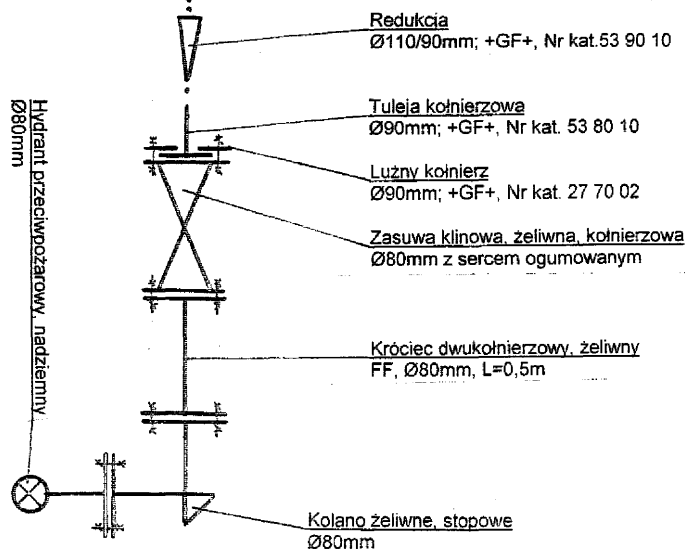 Redukcja
Ø110/90mm; +GF+, Nr kat.53 90 10
Tuleja kołnierzowa
Ø90mm; +GF+, Nr kat. 53 80 10
Luźny kołnierz
Ø90mm; +GF+, Nr kat. 27 70 02
Zasuwa klinowa, żeliwna, kołnierzowa
Ø80mm z sercem ogumowanym
Króciec dwukołnierzowy, żeliwny
FF, Ø80mm, L=0,5m
Kolano żeliwne, stopowe
Ø80mm
Hydrant przeciwpożarowy, nadziemny
Ø80mm